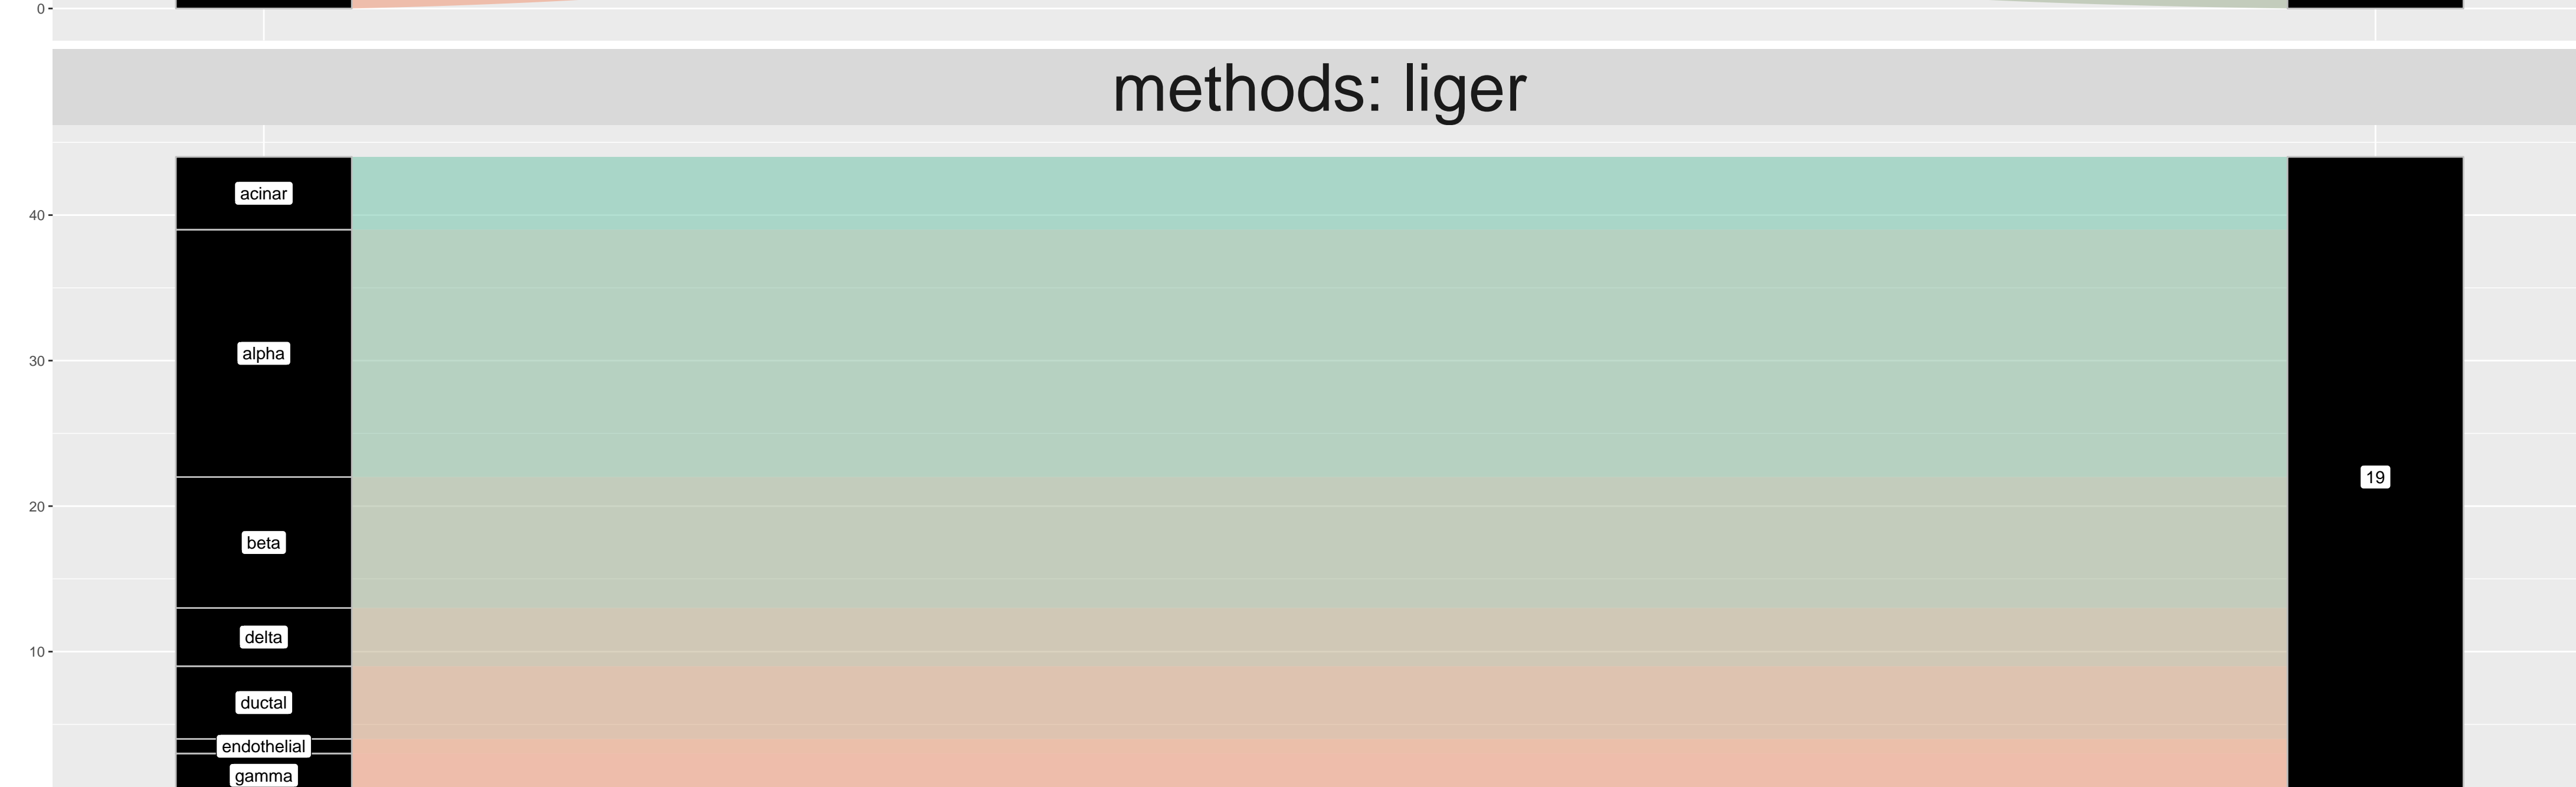 0
methods: liger
acinar
40
alpha
30
19
20
beta
delta
10
ductal
endothelial
gamma